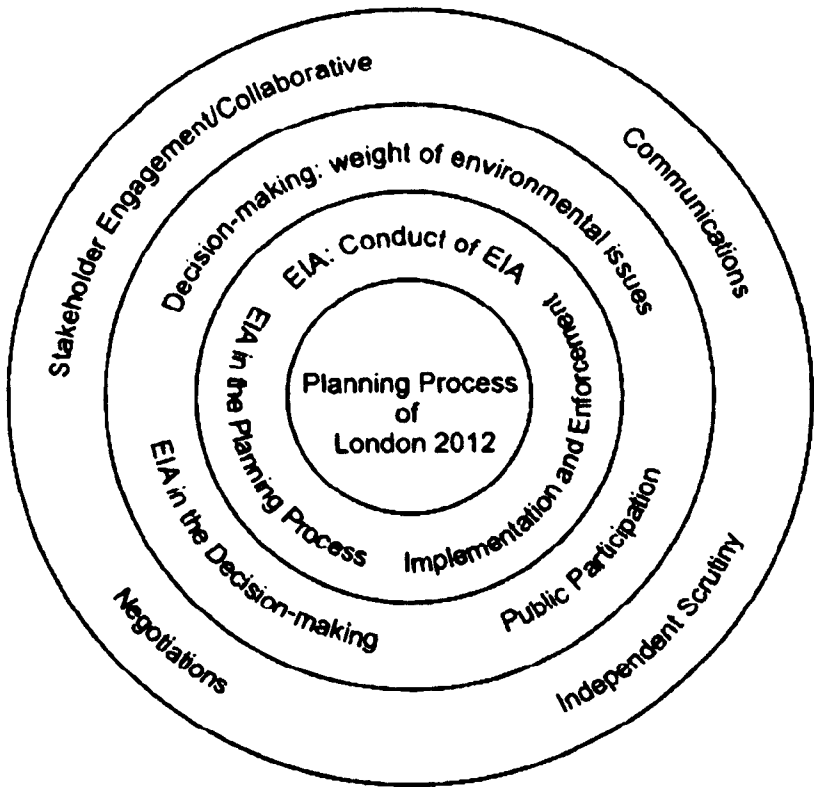 Stakeholder Engagement/Collaborative
Communications
Decision-making: weight of environmental issues
EIA: Conduct of EIA
EIA in the Planning Process
Implementation and Enforcement
Planning Process
of
London 2012
EIA in the Decision-making
Public Participation
Negotiations
Independent Scrutiny